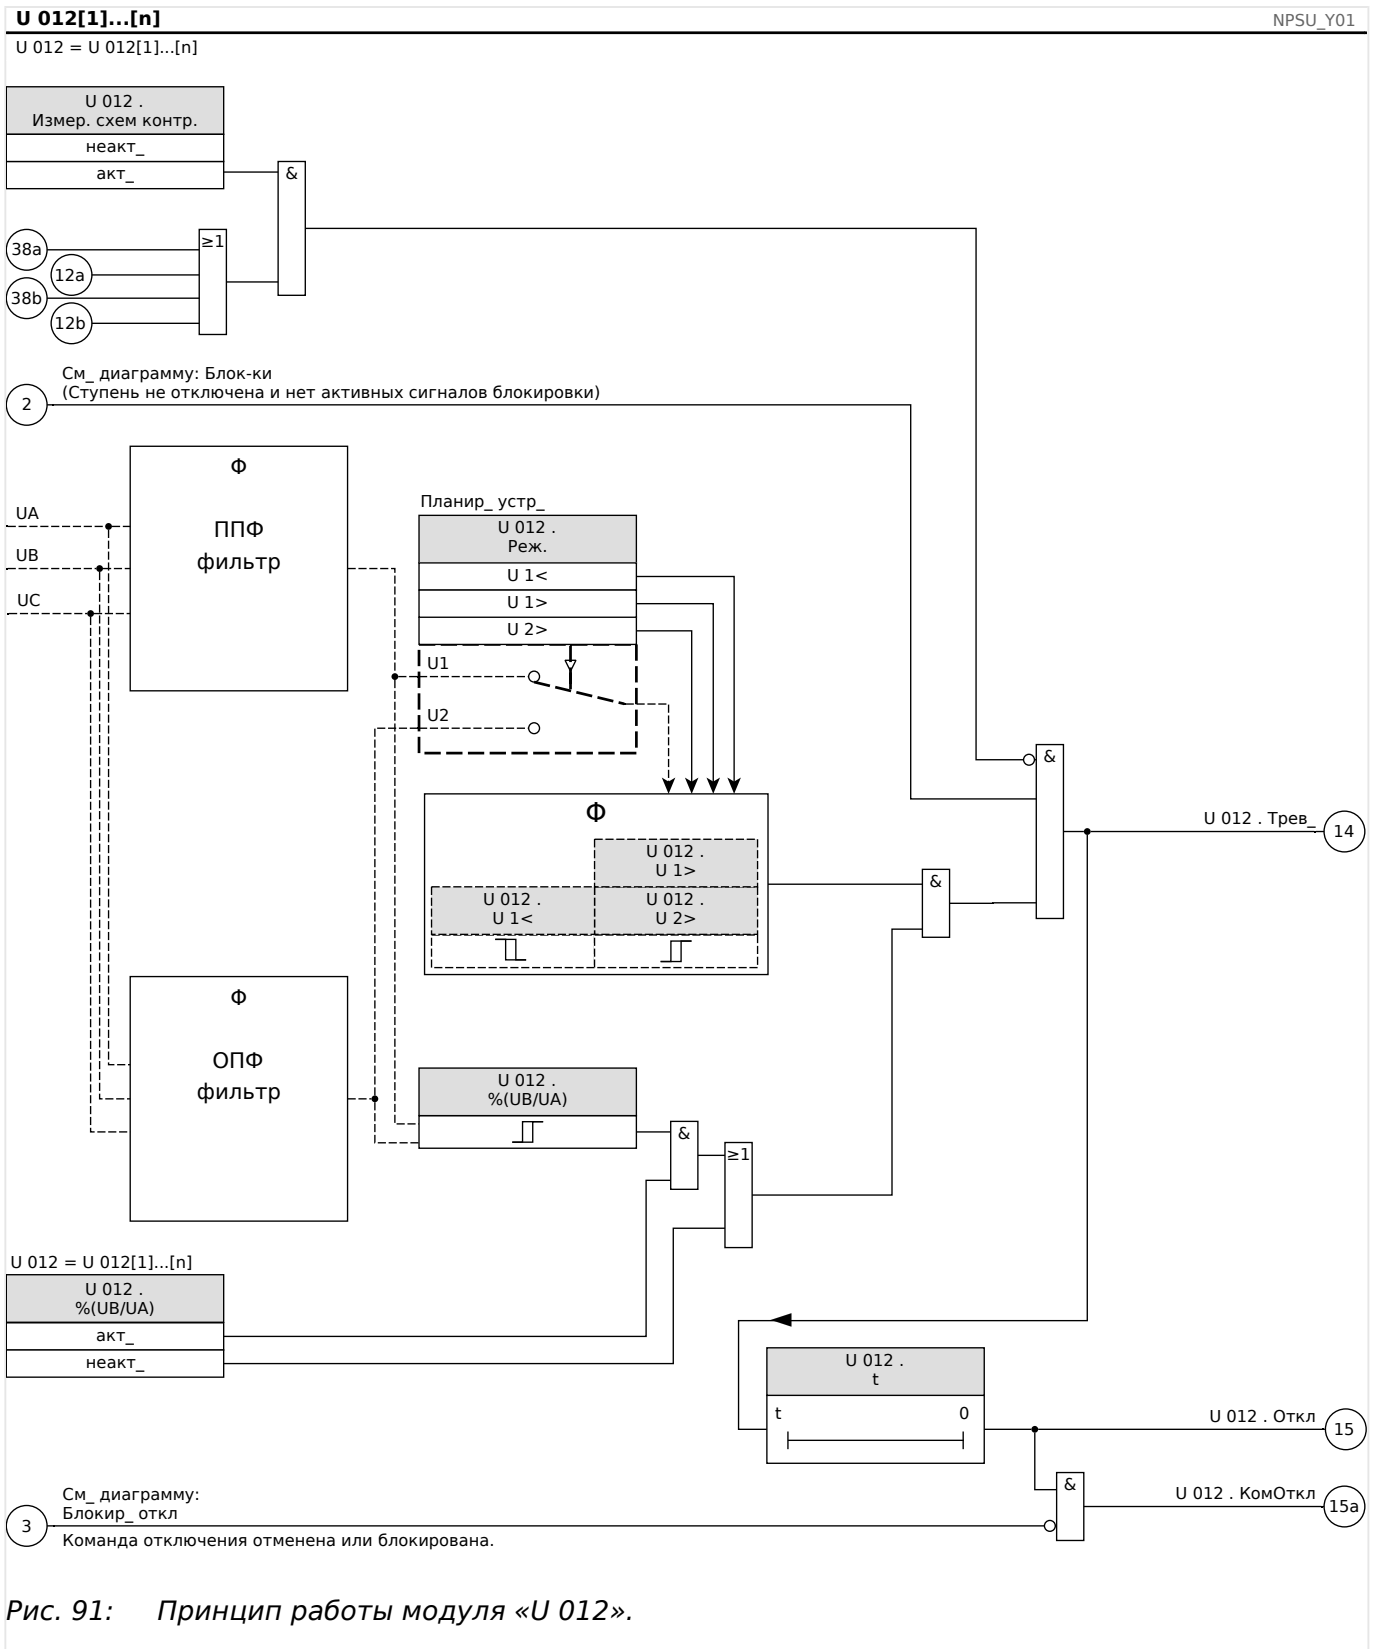 U 012[1]...[n]
NPSU_Y01
U 012 = U 012[1]...[n]
U 012 .
Измер. схем контр.
неакт_
акт_
&
≥1
38a
12a
38b
12b
См_ диаграмму: Блок-ки
(Ступень не отключена и нет активных сигналов блокировки)
2
Φ
ППФ
фильтр
UA
UB
UC
Планир_ устр_
U 012 .
Реж.
U 1<
U 1>
U 2>
U1
U2
&
U 012 . Трев_
14
Φ
U 012 .
U 1>
U 012 .
U 1<
U 012 .
U 2>
&
Φ
ОПФ
фильтр
U 012 .
%(UB/UA)
&
≥1
U 012 = U 012[1]...[n]
U 012 .
%(UB/UA)
акт_
неакт_
U 012 .
t
t
0
U 012 . Откл
15
&
U 012 . КомОткл
15a
См_ диаграмму:
Блокир_ откл
3
Команда отключения отменена или блокирована.
Рис. 91: Принцип работы модуля «U 012».